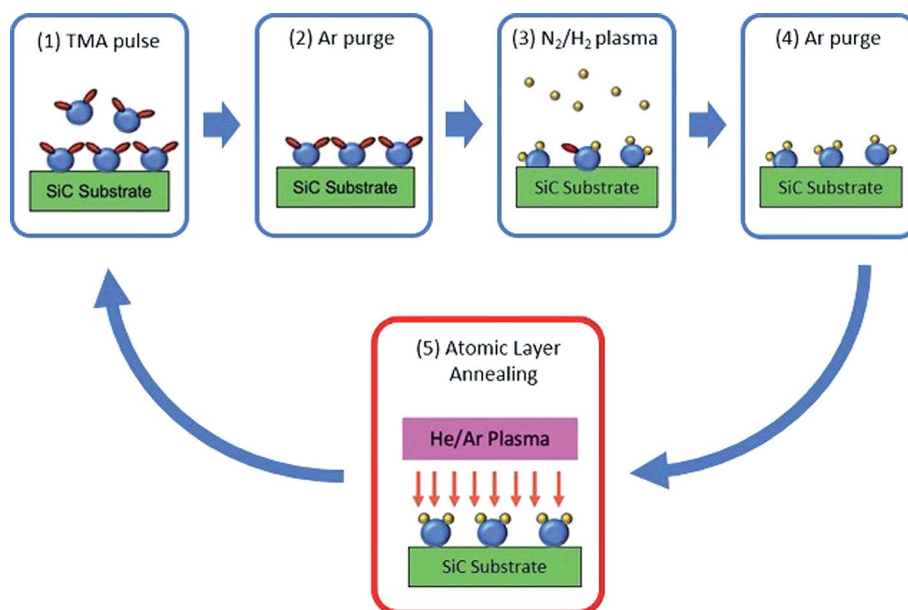 (1) TMA pulse
SiC Substrate
(2) Ar purge
SiC Substrate
(3) N₂/H₂ plasma
SiC Substrate
(4) Ar purge
SiC Substrate
(5) Atomic Layer
Annealing
He/Ar Plasma
SiC Substrate